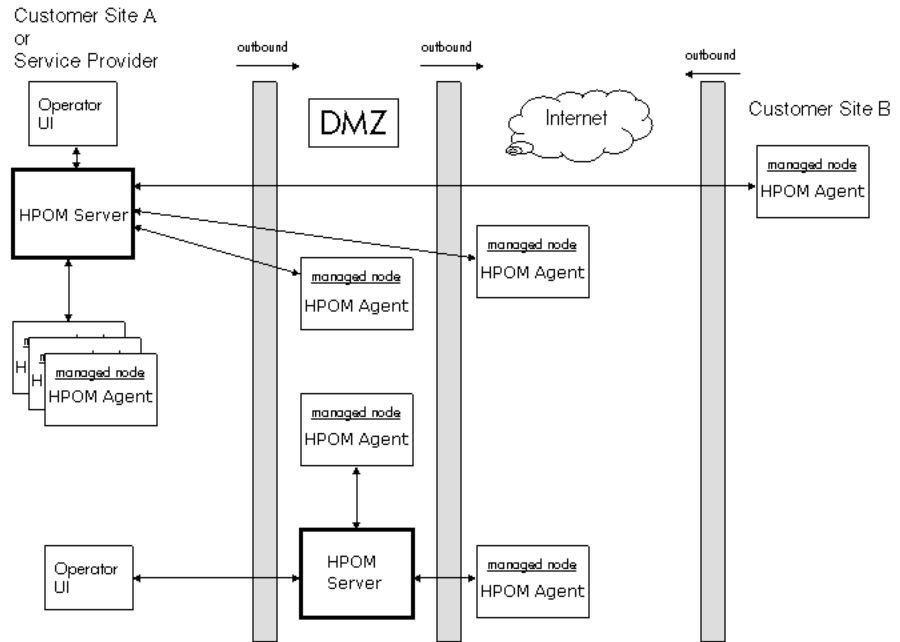 Customer Site A
or
Service Provider
outbound
outbound
outbound
Operator
UI
DMZ
Internet
Customer Site B
HPOM Server
managed node
HPOM Agent
managed node
HPOM Agent
managed node
HPOM Agent
m
H
m
H
managed node
HPOM Agent
managed node
HPOM Agent
Operator
UI
HPOM
Server
managed node
HPOM Agent